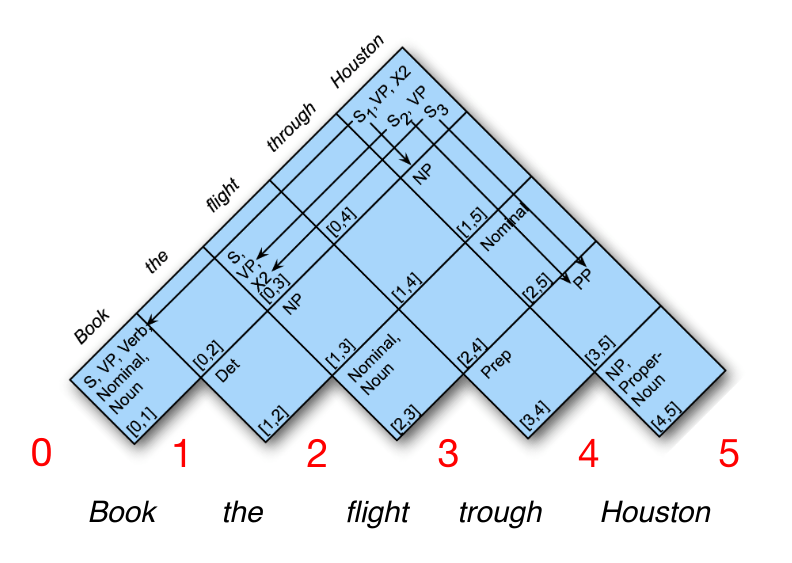 Houston
through
flight
the
Book
S1, VP, X2
S2, VP
S3
NP
[0,4]
[1,5]
Nominal
S,
VP,
X2
[0,3]
NP
[1,4]
[2,5]
PP
S, VP, Verb,
Nominal,
Noun
[0,1]
[0,2]
Det
[1,2]
[1,3]
Nominal,
Noun
[2,3]
[2,4]
Prep
[3,4]
[3,5]
NP,
Proper-
Noun
[4,5]
0 1 2 3 4 5
Book the flight trough Houston